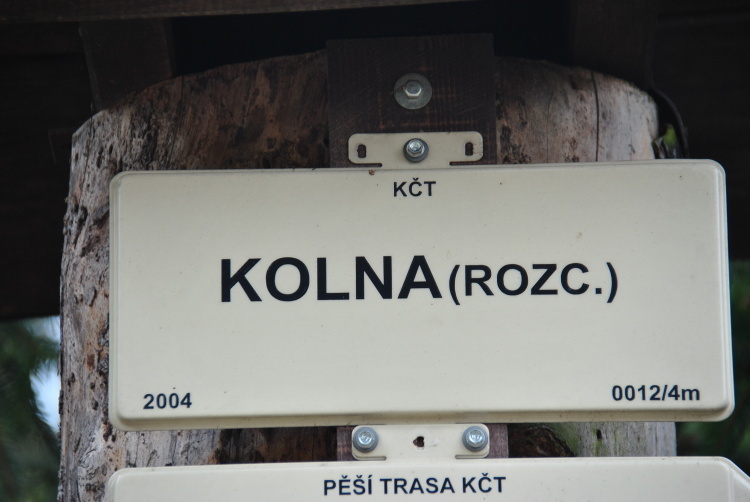 KČT
KOLNA (ROZC.)
2004 0012/4m
PĚŠÍ TRASA KČT